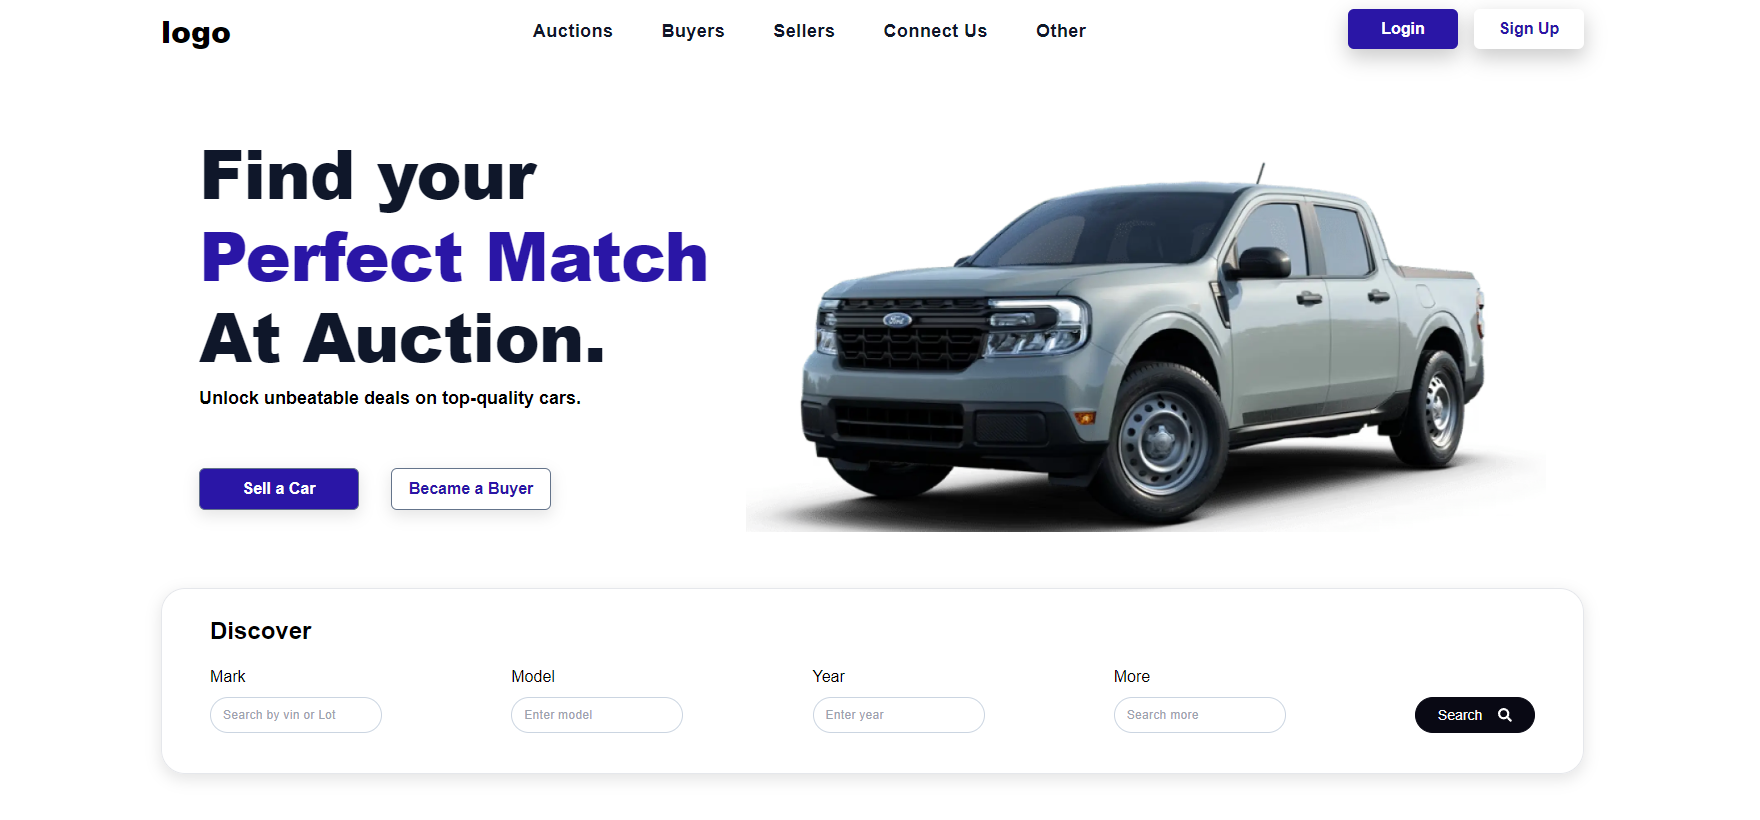 logo
Auctions
Buyers
Sellers
Connect Us
Other
Login
Sign Up
Find your
Perfect Match
At Auction.
Unlock unbeatable deals on top-quality cars.
Sell a Car
Became a Buyer
Ford
Discover
Mark
Model
Year
More
Search by vin or Lot
Enter model
Enter year
Search more
Search